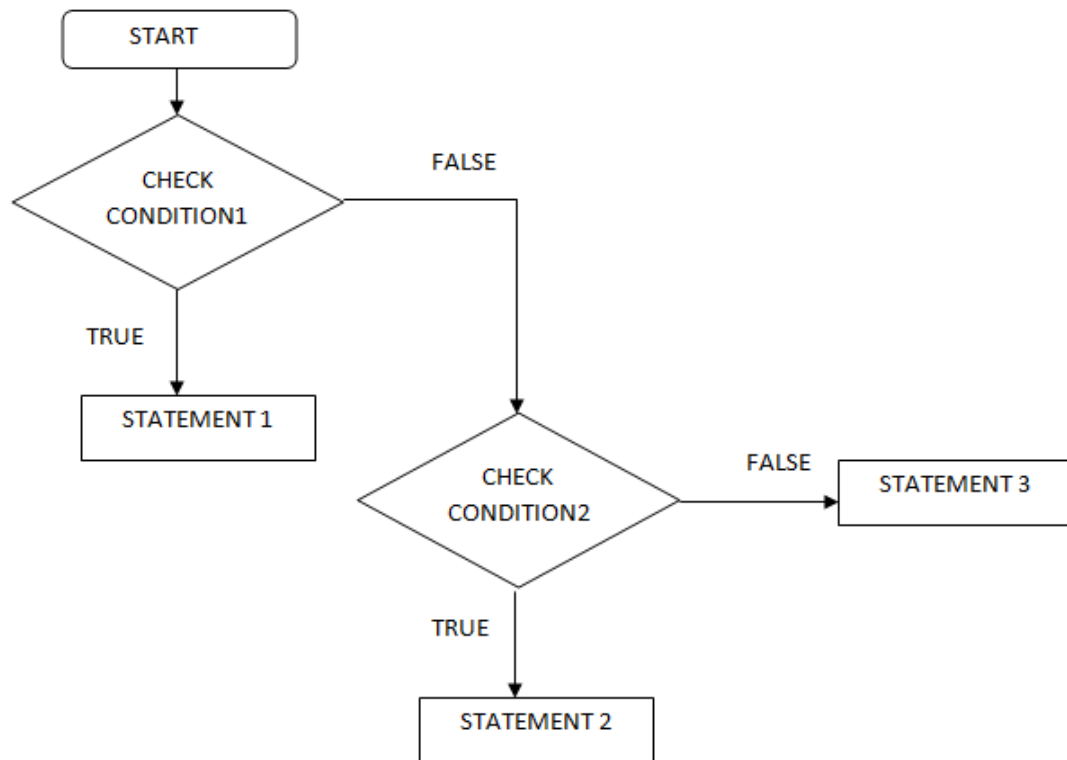 START
CHECK
CONDITION1
FALSE
TRUE
STATEMENT 1
CHECK
CONDITION2
FALSE
STATEMENT 3
TRUE
STATEMENT 2